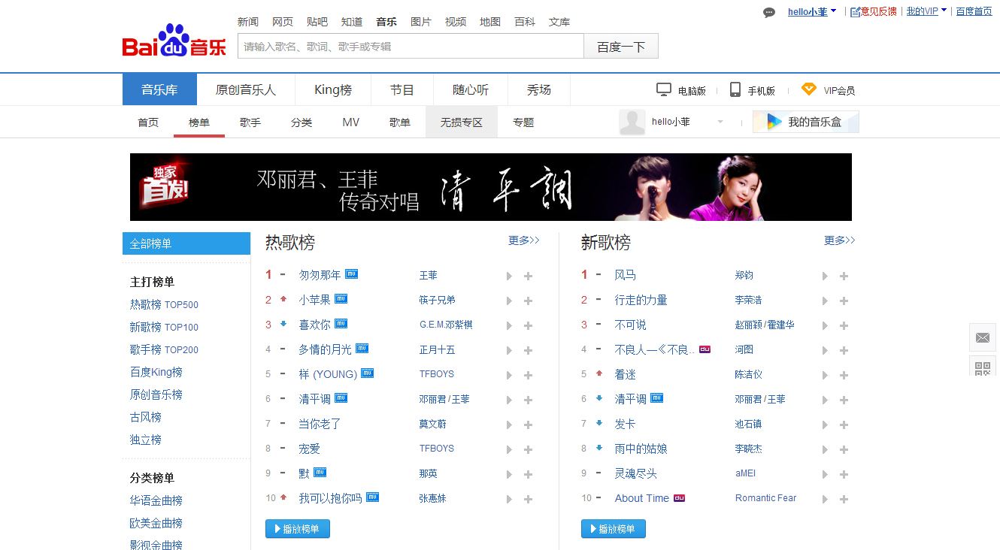 hello小菲 意见反馈 我的VIP 百度首页
新闻 网页 贴吧 知道 音乐 图片 视频 地图 百科 文库
Bai du 音乐
请输入歌名、歌词、歌手或专辑 百度一下
音乐库 原创音乐人 King榜 节目 随心听 秀场 电脑版 手机版 VIP会员
首页 榜单 歌手 分类 MV 歌单 无损专区 专题 hello小菲 我的音乐盒
独家
首发!
邓丽君、王菲
传奇对唱
清平調
全部榜单
主打榜单
热歌榜 TOP500
新歌榜 TOP100
歌手榜 TOP200
百度King榜
原创音乐榜
古风榜
独立榜
分类榜单
华语金曲榜
欧美金曲榜
影视金曲榜
热歌榜 更多>>
1 匆匆那年 mv 王菲
2 小苹果 mv 筷子兄弟
3 喜欢你 mv G.E.M.邓紫棋
4 多情的月光 mv 正月十五
5 样 (YOUNG) mv TFBOYS
6 清平调 mv 邓丽君/王菲
7 当你老了 莫文蔚
8 宠爱 TFBOYS
9 默 mv 那英
10 我可以抱你吗 mv 张惠妹
播放榜单
新歌榜 更多>>
1 风马 郑钧
2 行走的力量 李荣浩
3 不可说 赵丽颖/霍建华
4 不良人—《不良.. du 河图
5 着迷 陈洁仪
6 清平调 mv 邓丽君/王菲
7 发卡 池石镇
8 雨中的姑娘 李晓杰
9 灵魂尽头 aMEI
10 About Time du Romantic Fear
播放榜单